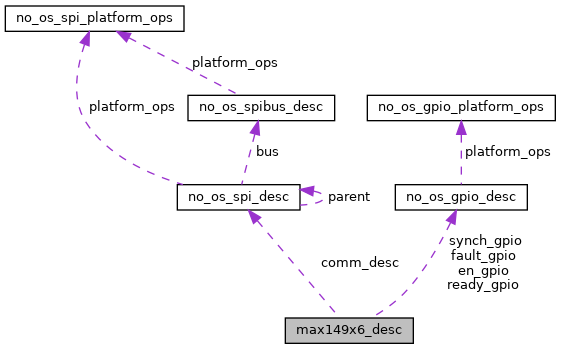 no_os_spi_platform_ops
platform_ops
platform_ops
no_os_spibus_desc
no_os_gpio_platform_ops
bus
platform_ops
no_os_spi_desc
parent
no_os_gpio_desc
comm_desc
synch_gpio
fault_gpio
en_gpio
ready_gpio
max149x6_desc